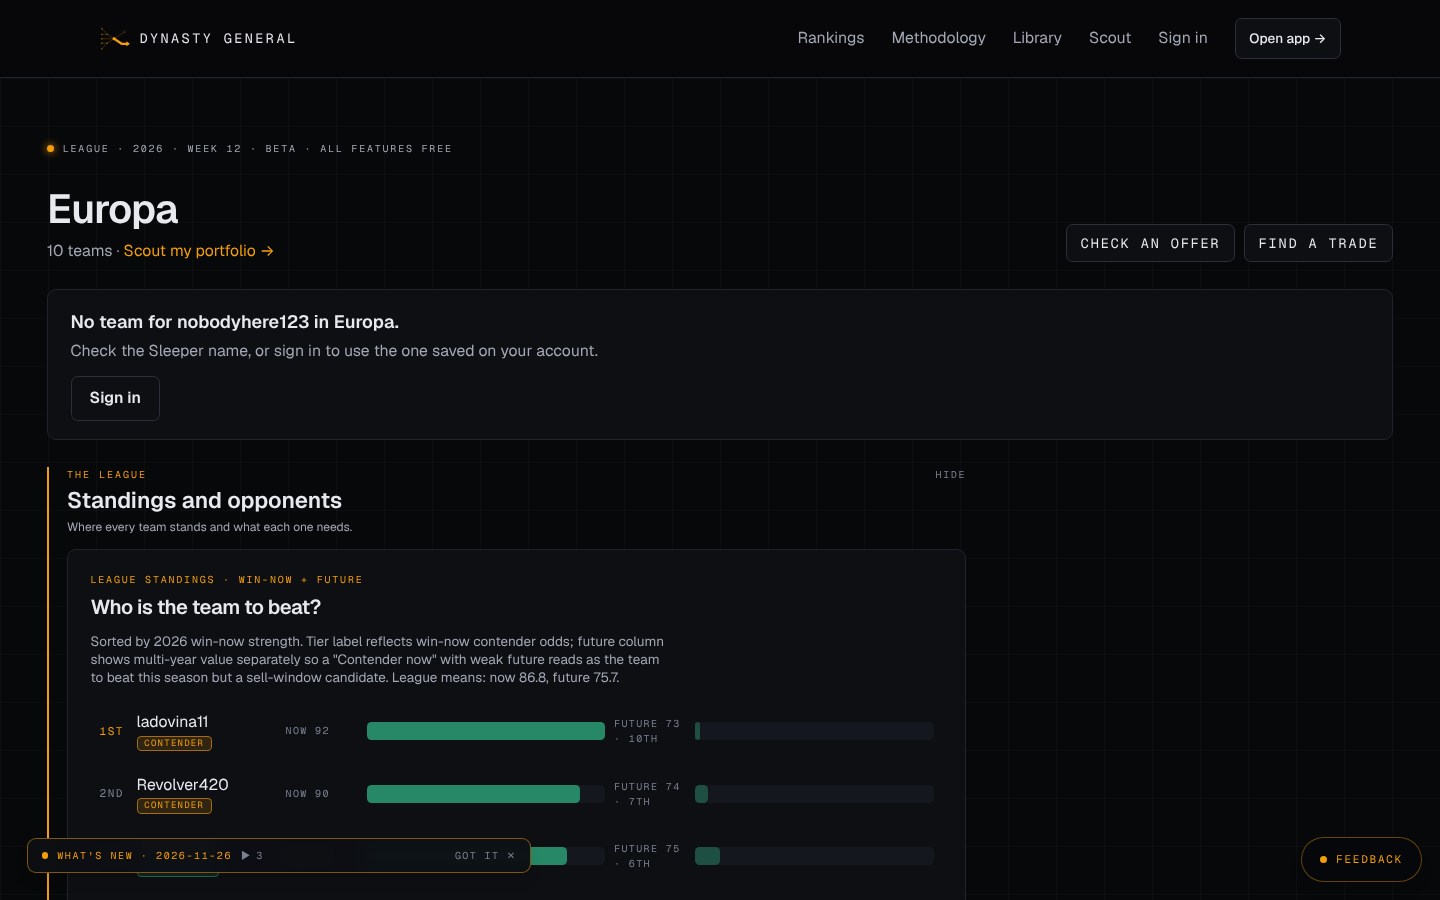 DYNASTY GENERAL
Rankings
Methodology
Library
Scout
Sign in
Open app →
LEAGUE · 2026 · WEEK 12 · BETA · ALL FEATURES FREE
Europa
10 teams · Scout my portfolio →
CHECK AN OFFER
FIND A TRADE
No team for nobodyhere123 in Europa.
Check the Sleeper name, or sign in to use the one saved on your account.
Sign in
THE LEAGUE
HIDE
Standings and opponents
Where every team stands and what each one needs.
LEAGUE STANDINGS · WIN-NOW + FUTURE
Who is the team to beat?
Sorted by 2026 win-now strength. Tier label reflects win-now contender odds; future column
shows multi-year value separately so a "Contender now" with weak future reads as the team
to beat this season but a sell-window candidate. League means: now 86.8, future 75.7.
1ST
ladovina11
CONTENDER
NOW 92
FUTURE 73
· 10TH
2ND
Revolver420
CONTENDER
NOW 90
FUTURE 74
· 7TH
FUTURE 75
· 6TH
WHAT'S NEW · 2026-11-26 ▶ 3
GOT IT ×
FEEDBACK